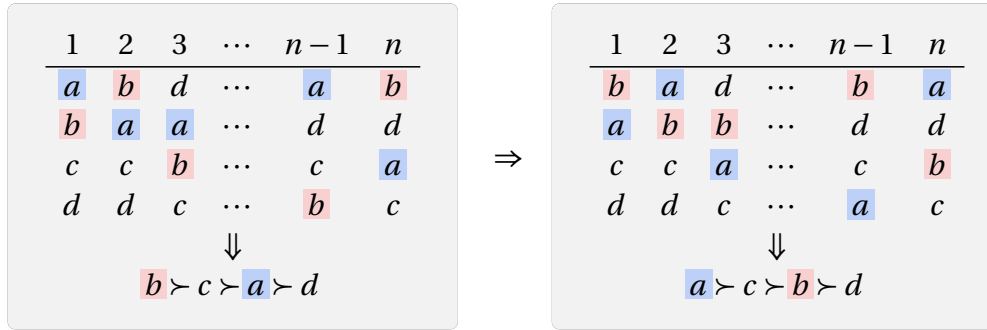 1 2 3 ⋯ n−1 n
a b d ⋯ a b
b a a ⋯ d d
c c b ⋯ c a
d d c ⋯ b c
⇓
b ≻ c ≻ a ≻ d
⇒
1 2 3 ⋯ n−1 n
b a d ⋯ b a
a b b ⋯ d d
c c a ⋯ c b
d d c ⋯ a c
⇓
a ≻ c ≻ b ≻ d